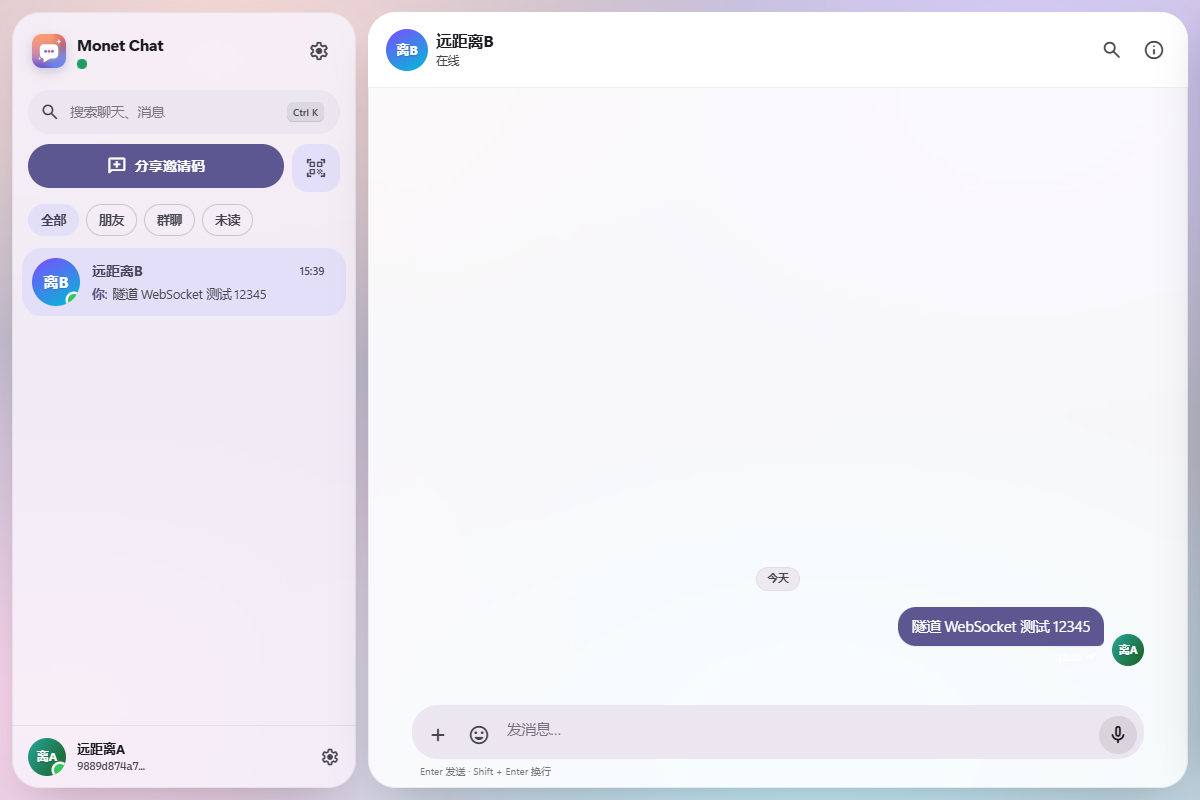 Monet Chat
搜索聊天、消息
Ctrl K
分享邀请码
全部
朋友
群聊
未读
离B
远距离B
15:39
你: 隧道 WebSocket 测试 12345
离A
远距离A
9889d874a7...
离B
远距离B
在线
今天
隧道 WebSocket 测试 12345
离A
发消息...
Enter 发送 · Shift + Enter 换行